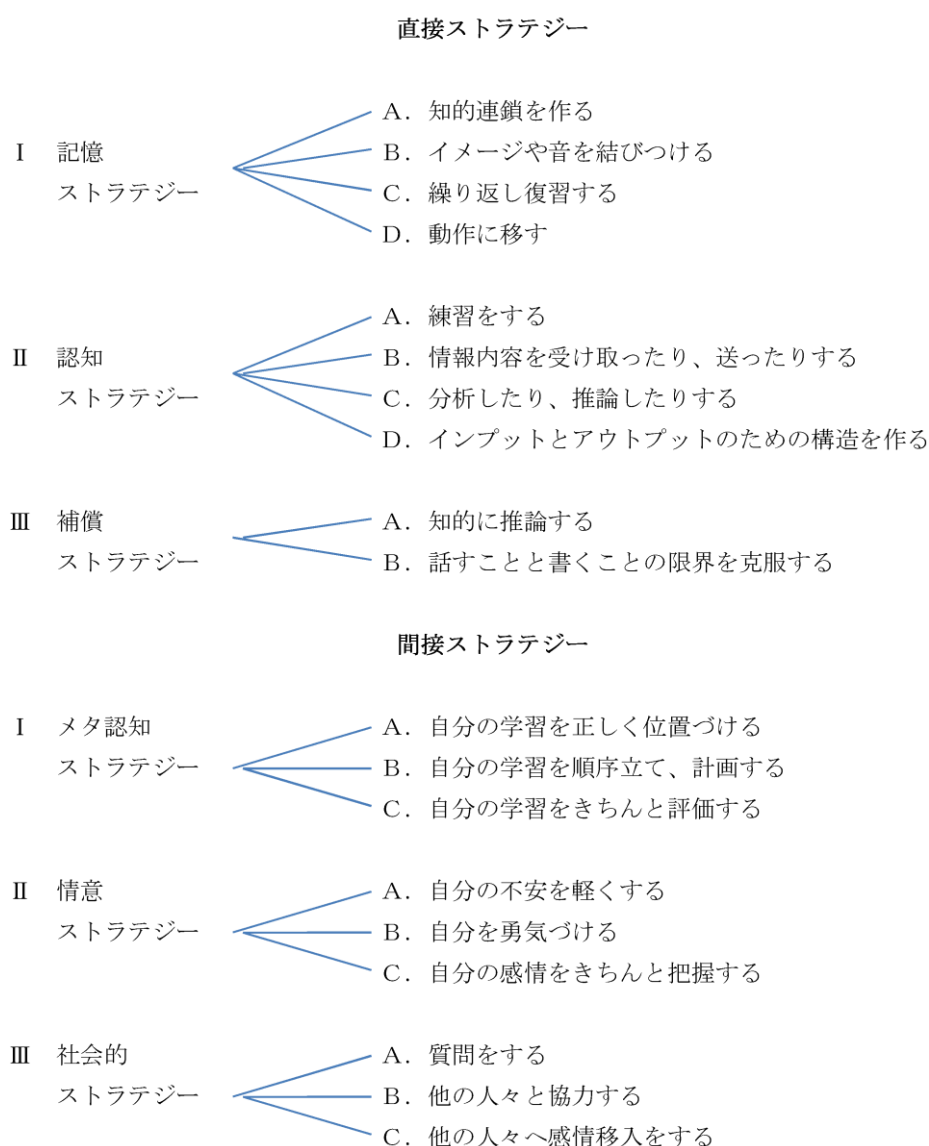 直接ストラテジー
A．知的連鎖を作る
Ⅰ　記憶　B．イメージや音を結びつける
ストラテジー　C．繰り返し復習する
D．動作に移す
A．練習をする
Ⅱ　認知　B．情報内容を受け取ったり、送ったりする
ストラテジー　C．分析したり、推論したりする
D．インプットとアウトプットのための構造を作る
Ⅲ　補償　A．知的に推論する
ストラテジー　B．話すことと書くことの限界を克服する
間接ストラテジー
Ⅰ　メタ認知　A．自分の学習を正しく位置づける
ストラテジー　B．自分の学習を順序立て、計画する
C．自分の学習をきちんと評価する
Ⅱ　情意　A．自分の不安を軽くする
ストラテジー　B．自分を勇気づける
C．自分の感情をきちんと把握する
Ⅲ　社会的　A．質問をする
ストラテジー　B．他の人々と協力する
C．他の人々へ感情移入をする